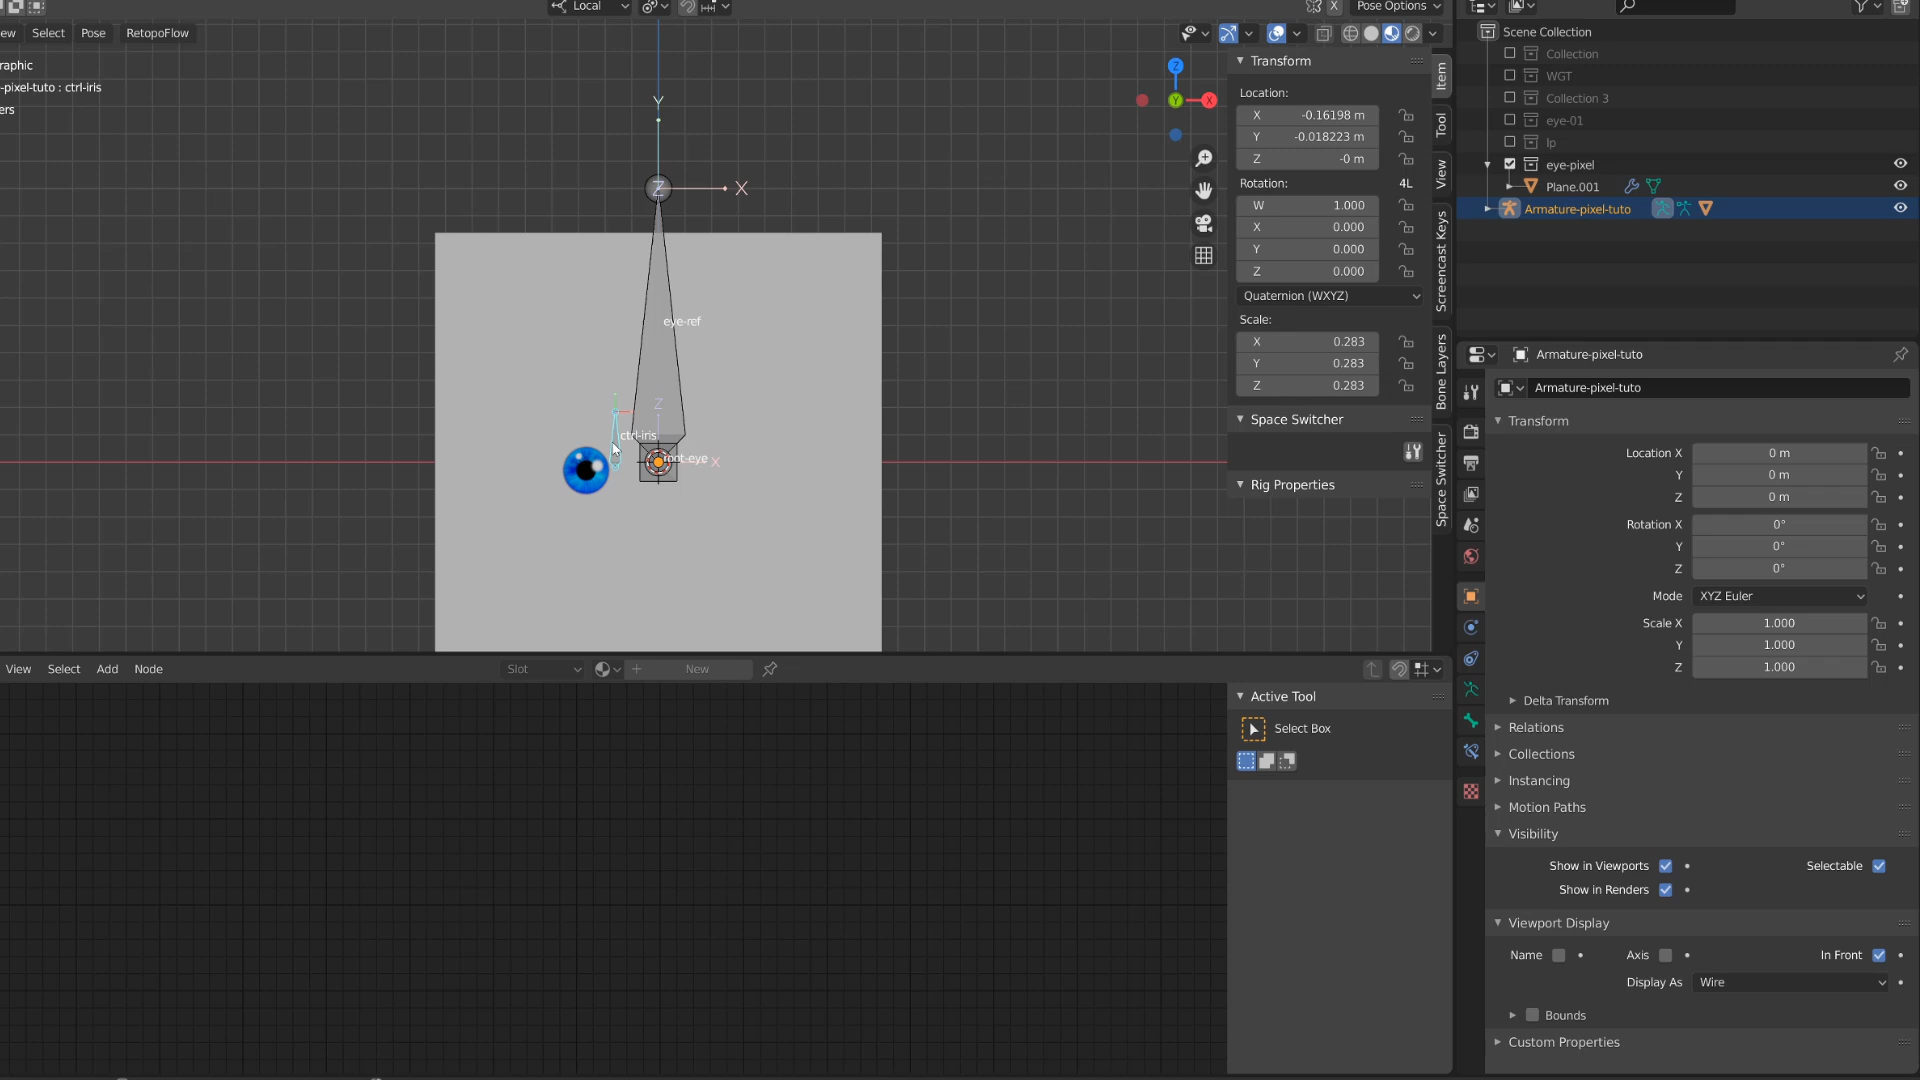 Local
Pose Options
X
ew Select Pose RetopoFlow
raphic
-pixel-tuto : ctrl-iris
ers
Y
Z X
eye-ref
Z
ctrl-iris
root-eye X
Z
Y X
Transform
Location:
X -0.16198 m
Y -0.018223 m
Z -0 m
Rotation: 4L
W 1.000
X 0.000
Y 0.000
Z 0.000
Quaternion (WXYZ)
Scale:
X 0.283
Y 0.283
Z 0.283
Space Switcher
Rig Properties
Item
Tool
View
Screencast Keys
Bone Layers
Space Switcher
Scene Collection
Collection
WGT
Collection 3
eye-01
lp
eye-pixel
Plane.001
Armature-pixel-tuto
Armature-pixel-tuto
Armature-pixel-tuto
Transform
Location X 0 m
Y 0 m
Z 0 m
Rotation X 0°
Y 0°
Z 0°
Mode XYZ Euler
Scale X 1.000
Y 1.000
Z 1.000
Delta Transform
Relations
Collections
Instancing
Motion Paths
Visibility
Show in Viewports Selectable
Show in Renders
Viewport Display
Name Axis In Front
Display As Wire
Bounds
Custom Properties
View Select Add Node Slot New
Active Tool
Select Box